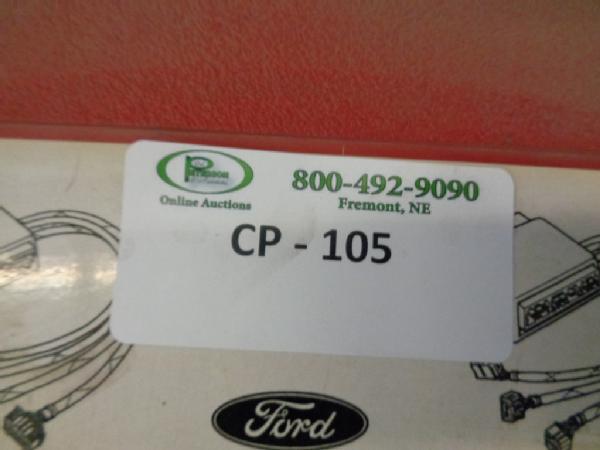 800-492-9090
Online Auctions
Fremont, NE
CP - 105
Ford